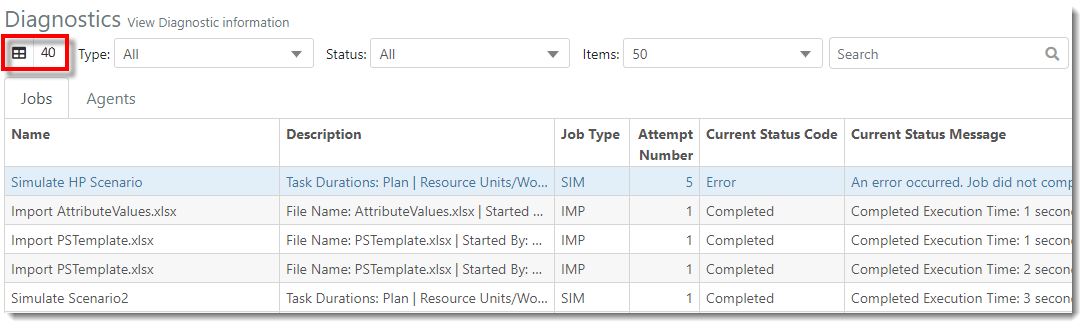 Diagnostics View Diagnostic information
40 Type: All Status: All Items: 50 Search
Jobs Agents
Name Description Job Type Attempt Number Current Status Code Current Status Message
Simulate HP Scenario Task Durations: Plan | Resource Units/Wo... SIM 5 Error An error occurred. Job did not comp
Import AttributeValues.xlsx File Name: AttributeValues.xlsx | Started ... IMP 1 Completed Completed Execution Time: 1 second
Import PSTemplate.xlsx File Name: PSTemplate.xlsx | Started By: ... IMP 1 Completed Completed Execution Time: 1 second
Import PSTemplate.xlsx File Name: PSTemplate.xlsx | Started By: ... IMP 1 Completed Completed Execution Time: 2 second
Simulate Scenario2 Task Durations: Plan | Resource Units/Wo... SIM 1 Completed Completed Execution Time: 3 second